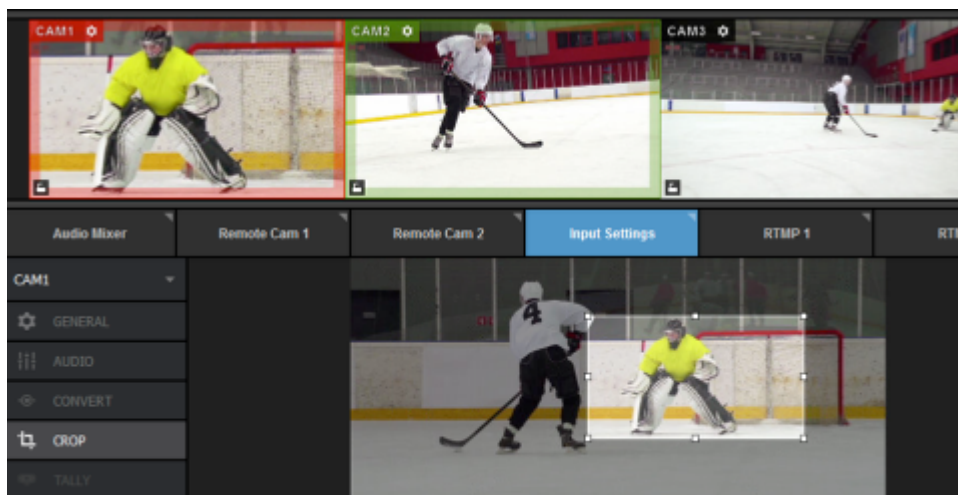 CAM1
CAM2
CAM3
Audio Mixer
Remote Cam 1
Remote Cam 2
Input Settings
RTMP 1
CAM1
GENERAL
AUDIO
CONVERT
CROP
TALLY
4